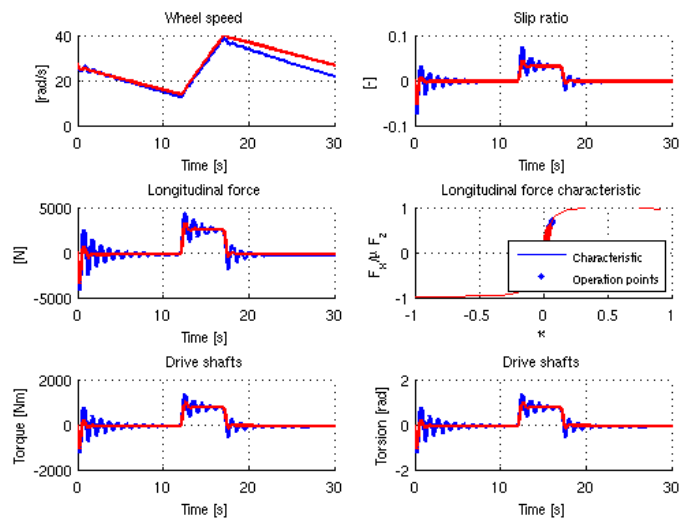 Wheel speed
[rad/s]
40
20
0
0 10 20 30
Time [s]
Slip ratio
[-]
0.1
0
-0.1
0 10 20 30
Time [s]
Longitudinal force
[N]
5000
0
-5000
0 10 20 30
Time [s]
Longitudinal force characteristic
Fx/μ Fz
1
0
-1
-1 -0.5 0 0.5 1
κ
Characteristic
Operation points
Drive shafts
Torque [Nm]
2000
0
-2000
0 10 20 30
Time [s]
Drive shafts
Torsion [rad]
2
0
-2
0 10 20 30
Time [s]